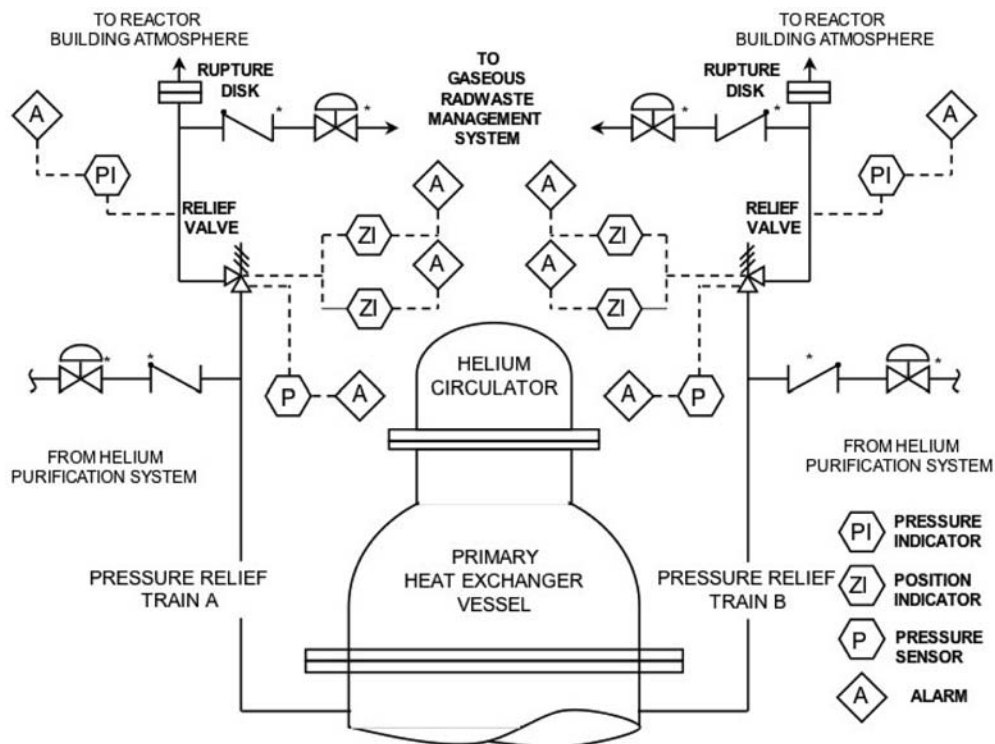 TO REACTOR
BUILDING ATMOSPHERE
RUPTURE
DISK
*
*
A
PI
RELIEF
VALVE
TO
GASEOUS
RADWASTE
MANAGEMENT
SYSTEM
TO REACTOR
BUILDING ATMOSPHERE
RUPTURE
DISK
*
*
A
PI
RELIEF
VALVE
A
ZI
A
ZI
A
ZI
A
ZI
*
*
P
A
HELIUM
CIRCULATOR
A
P
*
*
FROM HELIUM
PURIFICATION SYSTEM
FROM HELIUM
PURIFICATION SYSTEM
PRESSURE RELIEF
TRAIN A
PRIMARY
HEAT EXCHANGER
VESSEL
PRESSURE RELIEF
TRAIN B
PI PRESSURE
INDICATOR
ZI POSITION
INDICATOR
P PRESSURE
SENSOR
A ALARM